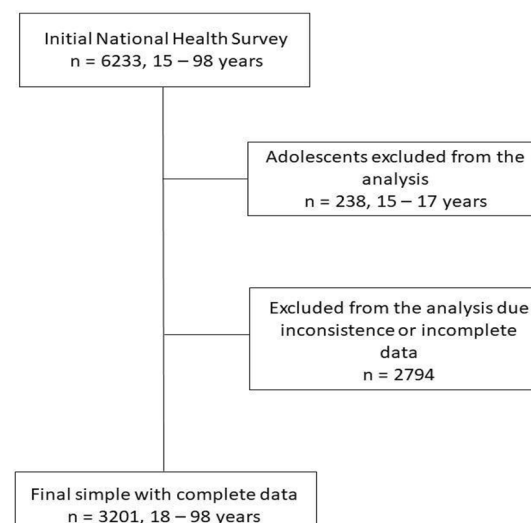 Initial National Health Survey
n = 6233, 15 – 98 years
Adolescents excluded from the
analysis
n = 238, 15 – 17 years
Excluded from the analysis due
inconsistence or incomplete
data
n = 2794
Final simple with complete data
n = 3201, 18 – 98 years